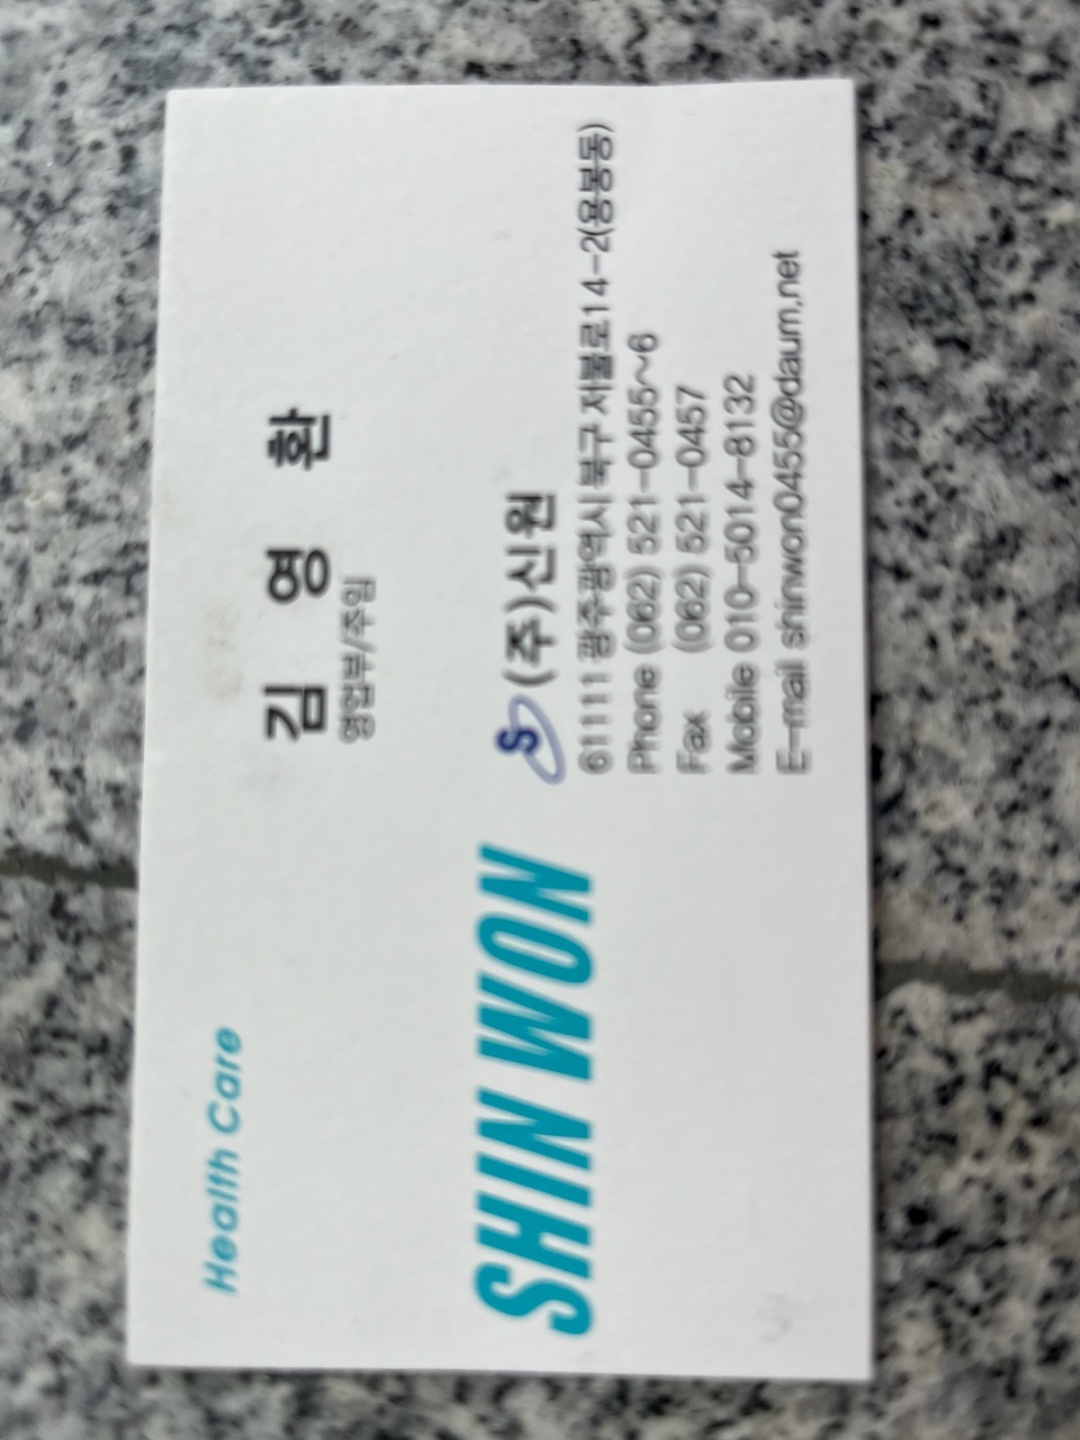 Health Care
김 영 환
영업부/주임
SHIN WON
(주)신원
61111 광주광역시 북구 저불로14-2(용봉동)
Phone (062) 521-0455~6
Fax (062) 521-0457
Mobile 010-5014-8132
E-mail shinwon0455@daum.net